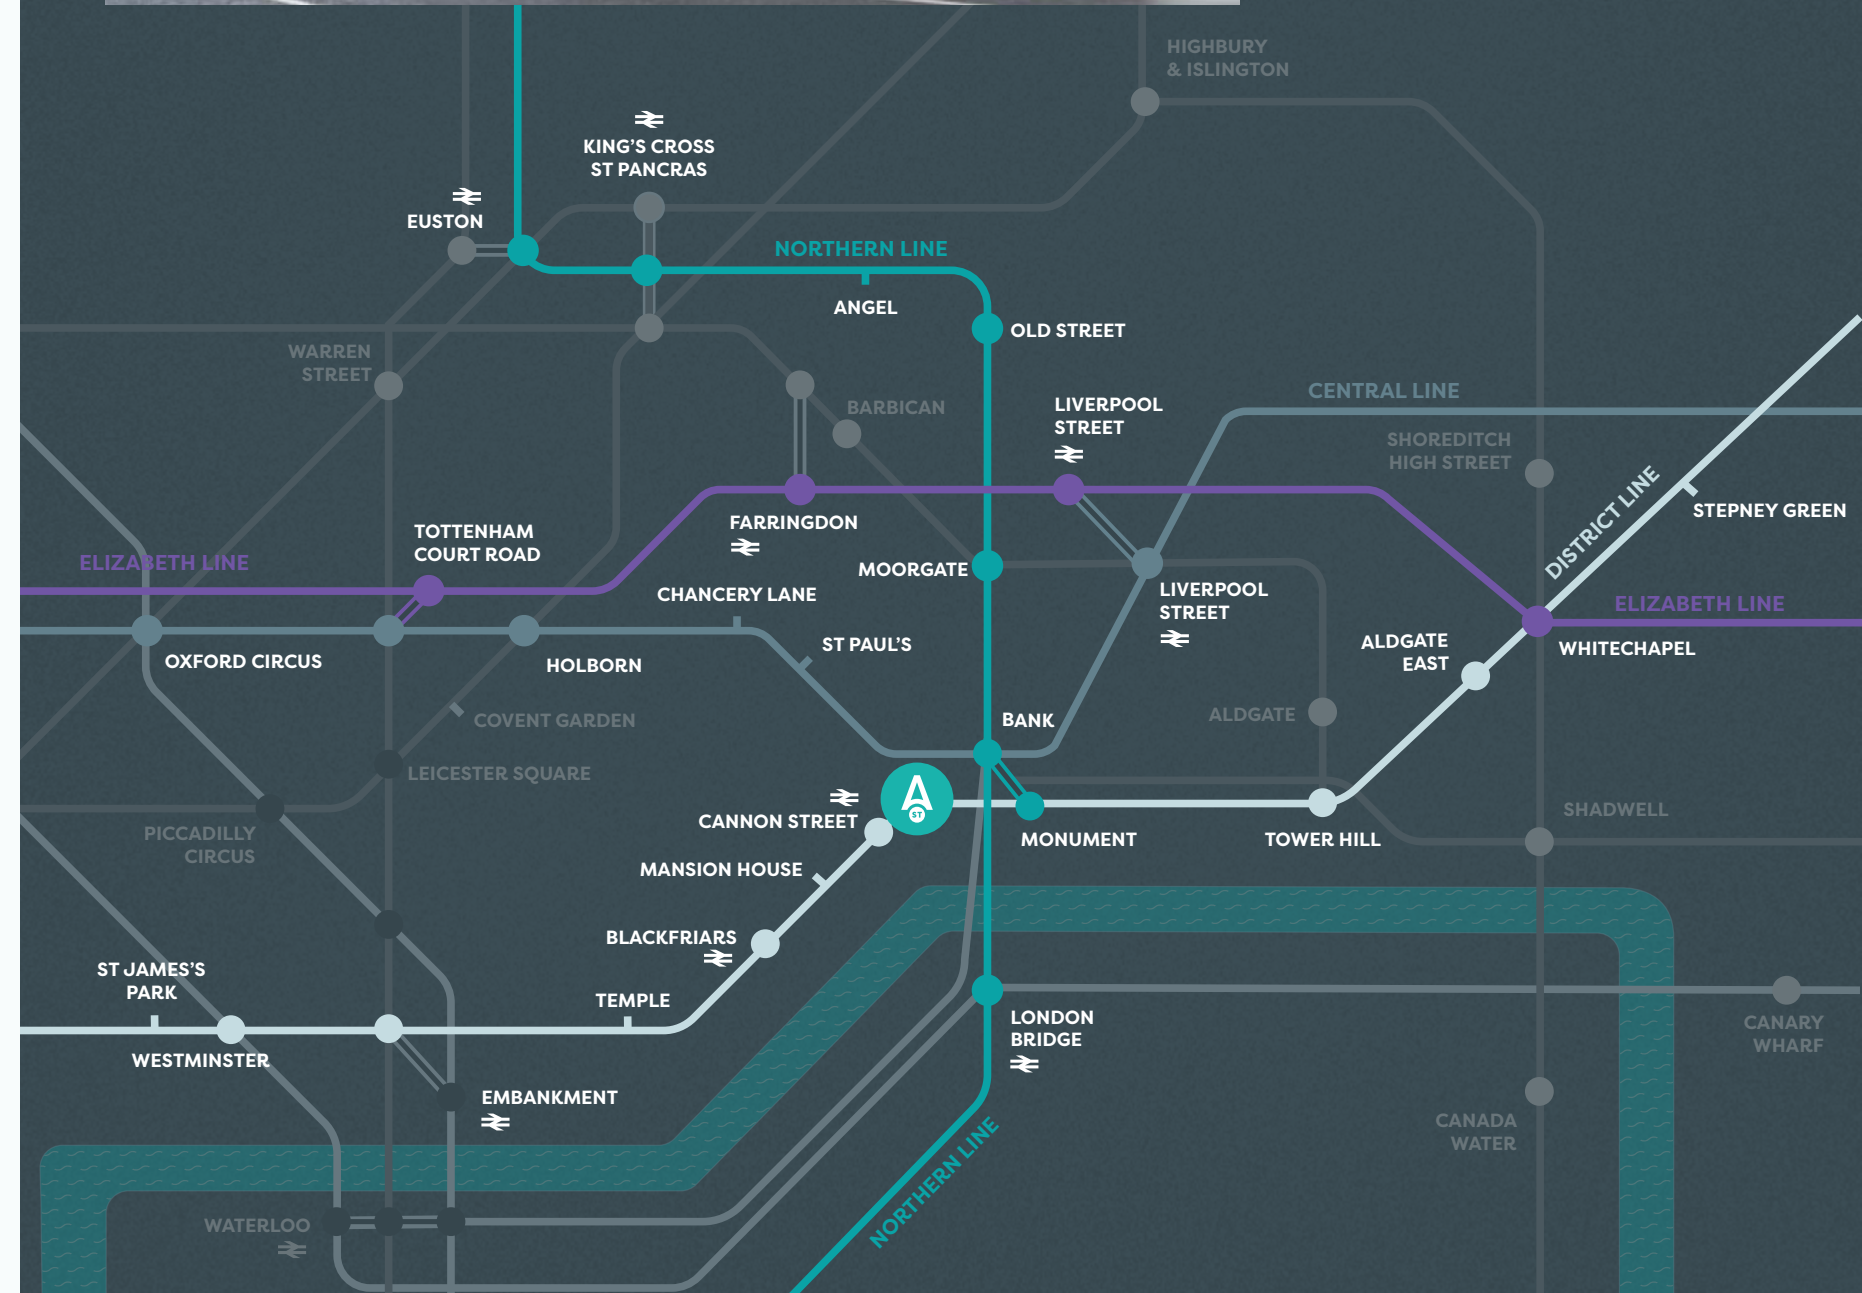 HIGHBURY
& ISLINGTON
KING'S CROSS
ST PANCRAS
EUSTON
NORTHERN LINE
ANGEL
OLD STREET
WARREN
STREET
BARBICAN
LIVERPOOL
STREET
CENTRAL LINE
SHOREDITCH
HIGH STREET
DISTRICT LINE
STEPNEY GREEN
TOTTENHAM
COURT ROAD
FARRINGDON
ELIZABETH LINE
MOORGATE
CHANCERY LANE
LIVERPOOL
STREET
ELIZABETH LINE
OXFORD CIRCUS
HOLBORN
ST PAUL'S
ALDGATE
EAST
WHITECHAPEL
COVENT GARDEN
BANK
ALDGATE
LEICESTER SQUARE
A
ST
CANNON STREET
MONUMENT
TOWER HILL
SHADWELL
PICCADILLY
CIRCUS
MANSION HOUSE
BLACKFRIARS
ST JAMES'S
PARK
TEMPLE
LONDON
BRIDGE
CANARY
WHARF
WESTMINSTER
EMBANKMENT
CANADA
WATER
NORTHERN LINE
WATERLOO